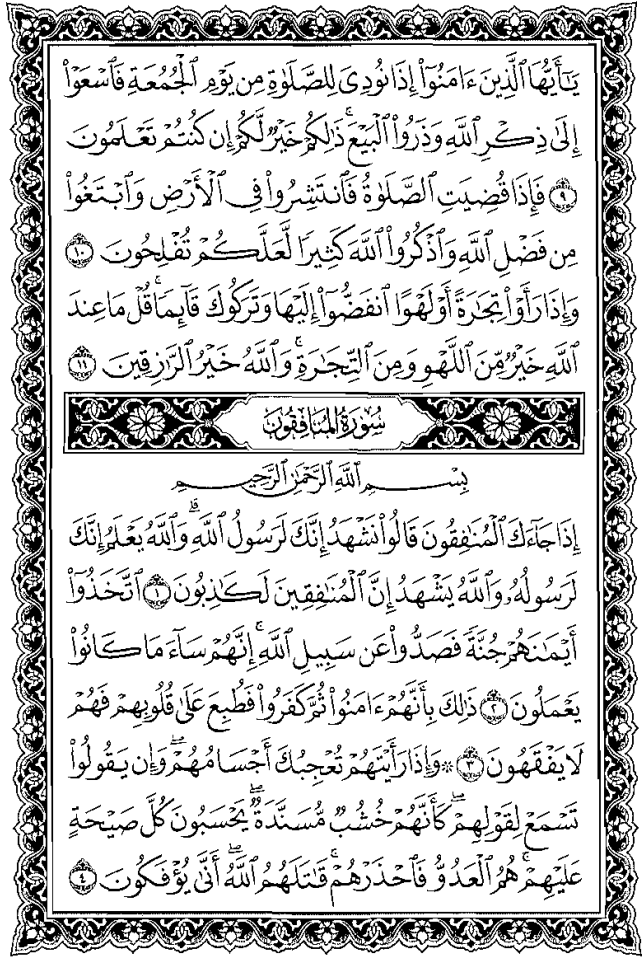 يَٰٓأَيُّهَا ٱلَّذِينَ ءَامَنُوٓا۟ إِذَا نُودِىَ لِلصَّلَوٰةِ مِن يَوْمِ ٱلْجُمُعَةِ فَٱسْعَوْا۟
إِلَىٰ ذِكْرِ ٱللَّهِ وَذَرُوا۟ ٱلْبَيْعَ ۚ ذَٰلِكُمْ خَيْرٌ لَّكُمْ إِن كُنتُمْ تَعْلَمُونَ
٩ فَإِذَا قُضِيَتِ ٱلصَّلَوٰةُ فَٱنتَشِرُوا۟ فِى ٱلْأَرْضِ وَٱبْتَغُوا۟
مِن فَضْلِ ٱللَّهِ وَٱذْكُرُوا۟ ٱللَّهَ كَثِيرًا لَّعَلَّكُمْ تُفْلِحُونَ ١٠
وَإِذَا رَأَوْا۟ تِجَٰرَةً أَوْ لَهْوًا ٱنفَضُّوٓا۟ إِلَيْهَا وَتَرَكُوكَ قَآئِمًا ۚ قُلْ مَا عِندَ
ٱللَّهِ خَيْرٌ مِّنَ ٱللَّهْوِ وَمِنَ ٱلتِّجَٰرَةِ ۚ وَٱللَّهُ خَيْرُ ٱلرَّٰزِقِينَ ١١
سُورَةُ المُنَافِقُونَ
بِسْمِ ٱللَّهِ ٱلرَّحْمَٰنِ ٱلرَّحِيمِ
إِذَا جَآءَكَ ٱلْمُنَٰفِقُونَ قَالُوا۟ نَشْهَدُ إِنَّكَ لَرَسُولُ ٱللَّهِ ۗ وَٱللَّهُ يَعْلَمُ إِنَّكَ
لَرَسُولُهُۥ وَٱللَّهُ يَشْهَدُ إِنَّ ٱلْمُنَٰفِقِينَ لَكَٰذِبُونَ ١ ٱتَّخَذُوٓا۟
أَيْمَٰنَهُمْ جُنَّةً فَصَدُّوا۟ عَن سَبِيلِ ٱللَّهِ ۚ إِنَّهُمْ سَآءَ مَا كَانُوا۟
يَعْمَلُونَ ٢ ذَٰلِكَ بِأَنَّهُمْ ءَامَنُوا۟ ثُمَّ كَفَرُوا۟ فَطُبِعَ عَلَىٰ قُلُوبِهِمْ فَهُمْ
لَا يَفْقَهُونَ ٣ ۞ وَإِذَا رَأَيْتَهُمْ تُعْجِبُكَ أَجْسَامُهُمْ ۖ وَإِن يَقُولُوا۟
تَسْمَعْ لِقَوْلِهِمْ ۖ كَأَنَّهُمْ خُشُبٌ مُّسَنَّدَةٌ ۖ يَحْسَبُونَ كُلَّ صَيْحَةٍ
عَلَيْهِمْ ۚ هُمُ ٱلْعَدُوُّ فَٱحْذَرْهُمْ ۚ قَٰتَلَهُمُ ٱللَّهُ ۖ أَنَّىٰ يُؤْفَكُونَ ٤